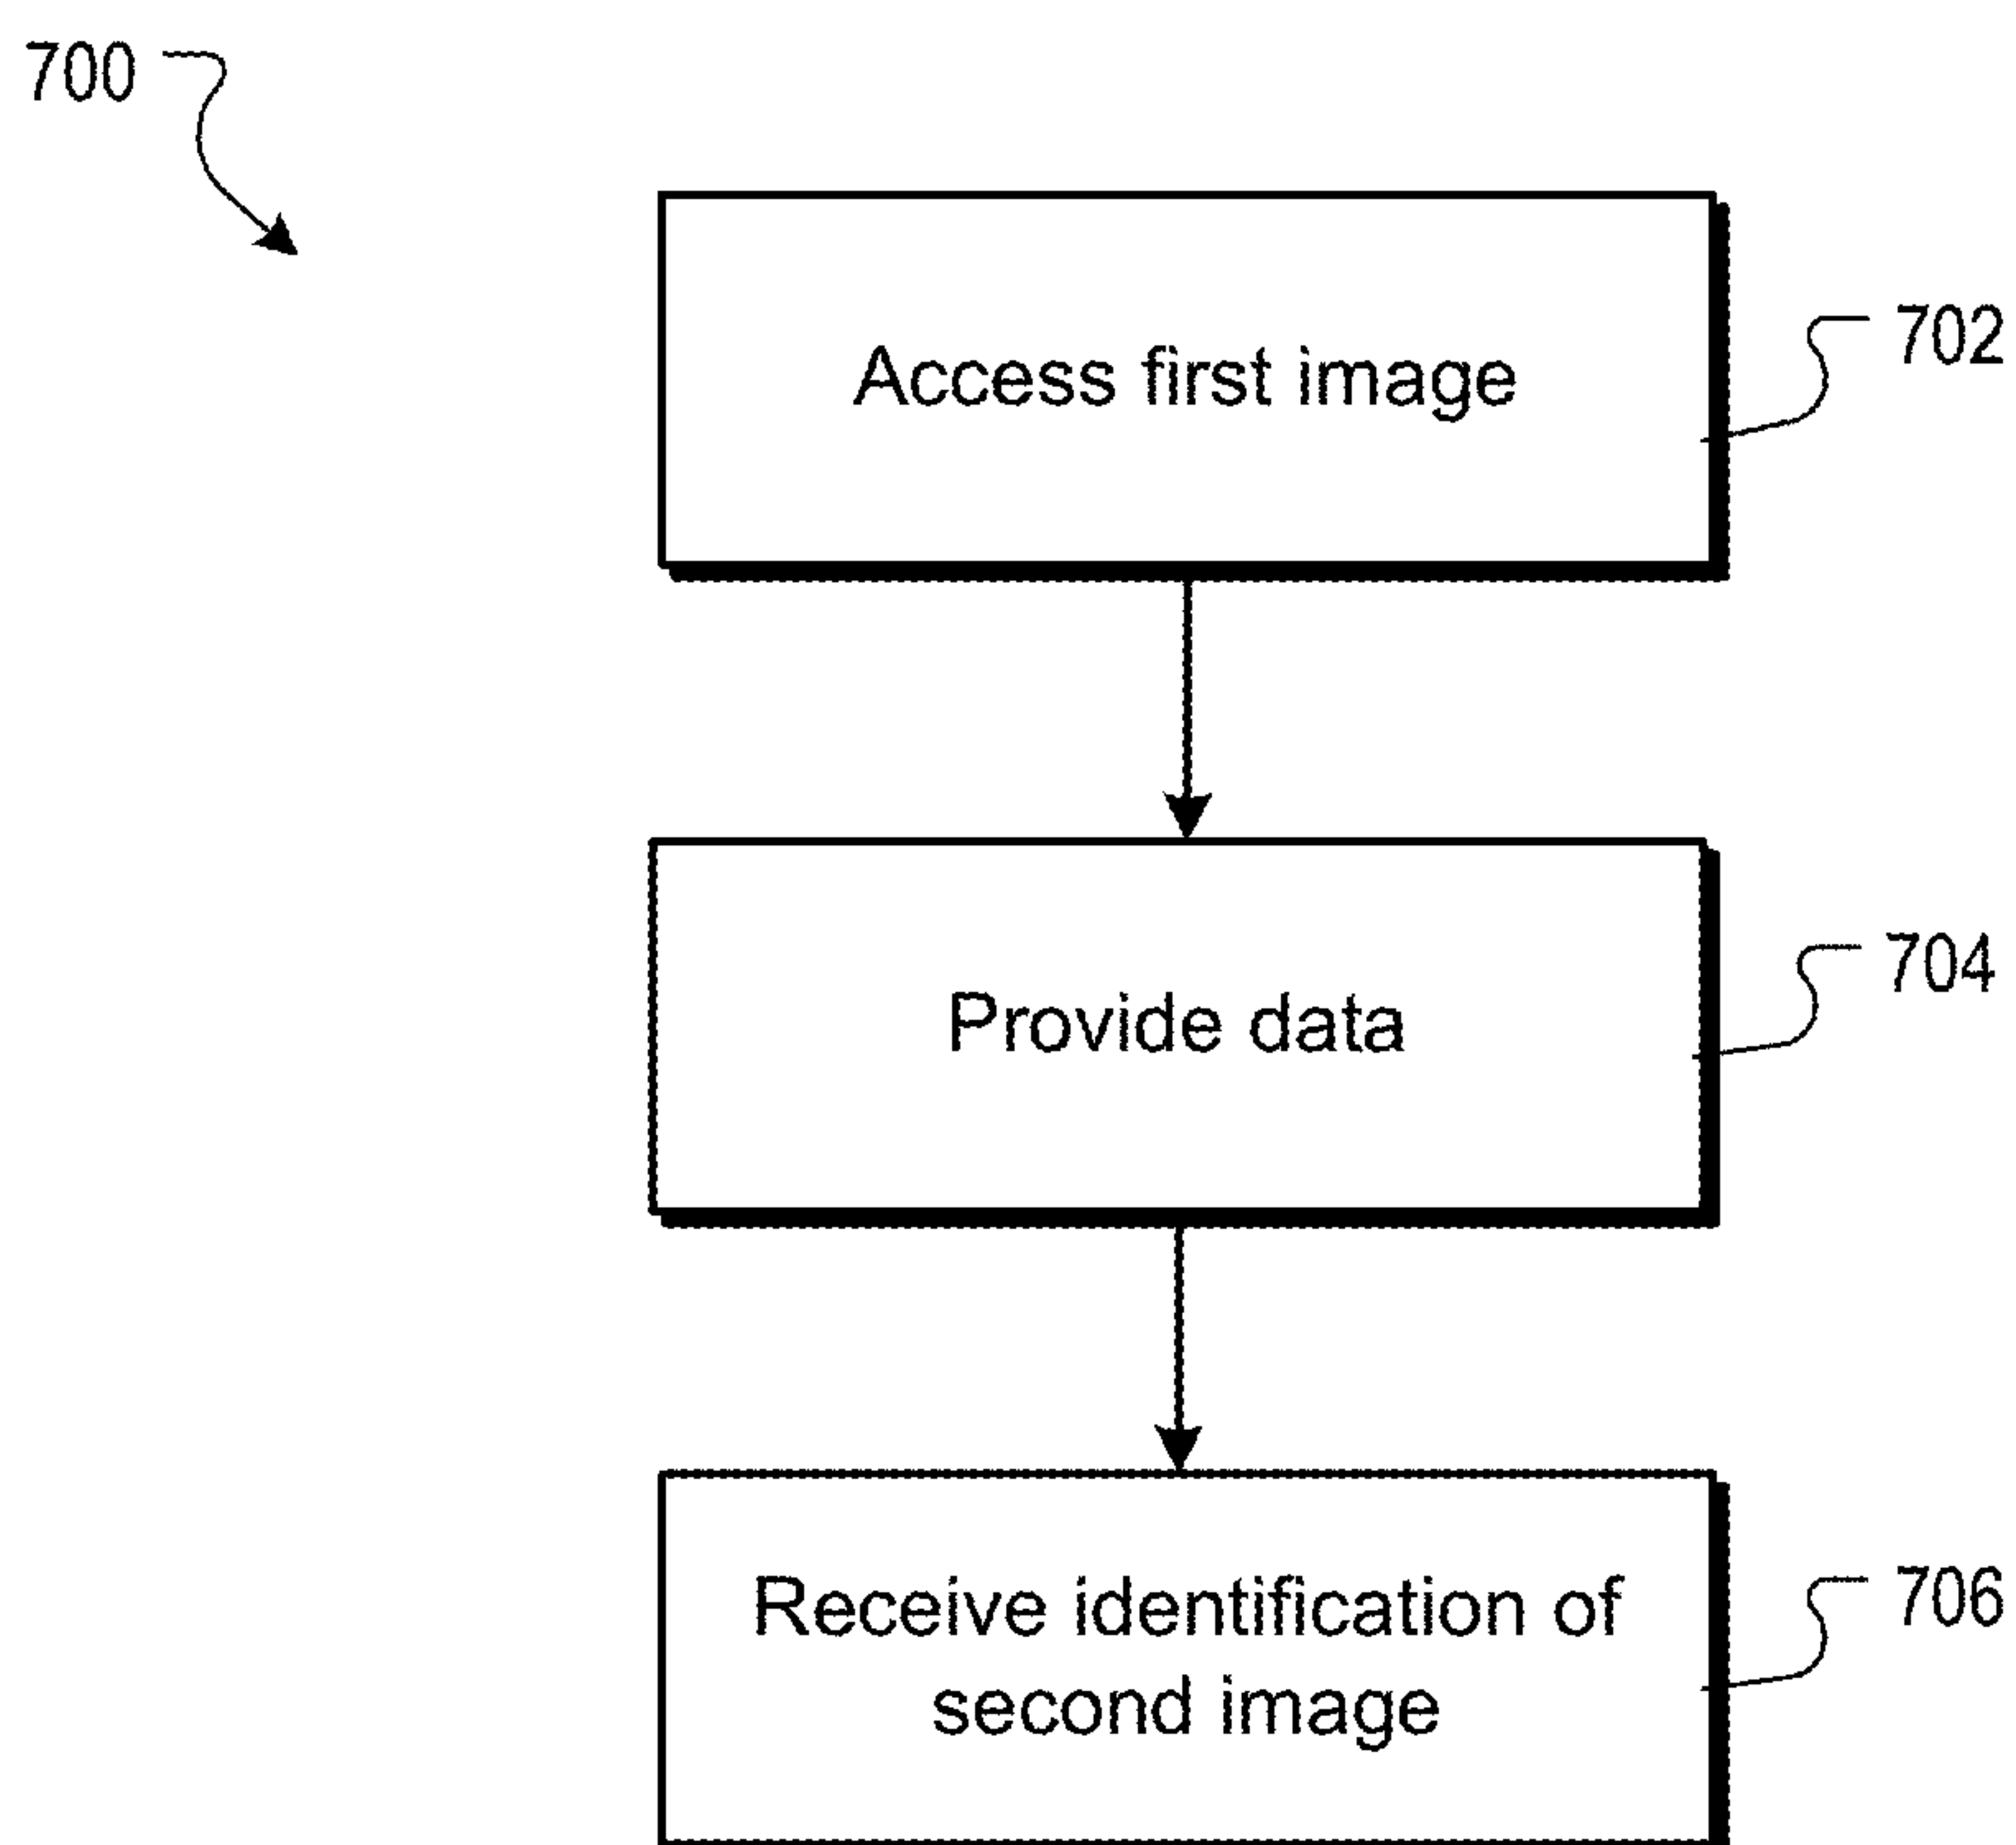 700
Access first image
702
Provide data
704
Receive identification of
second image
706